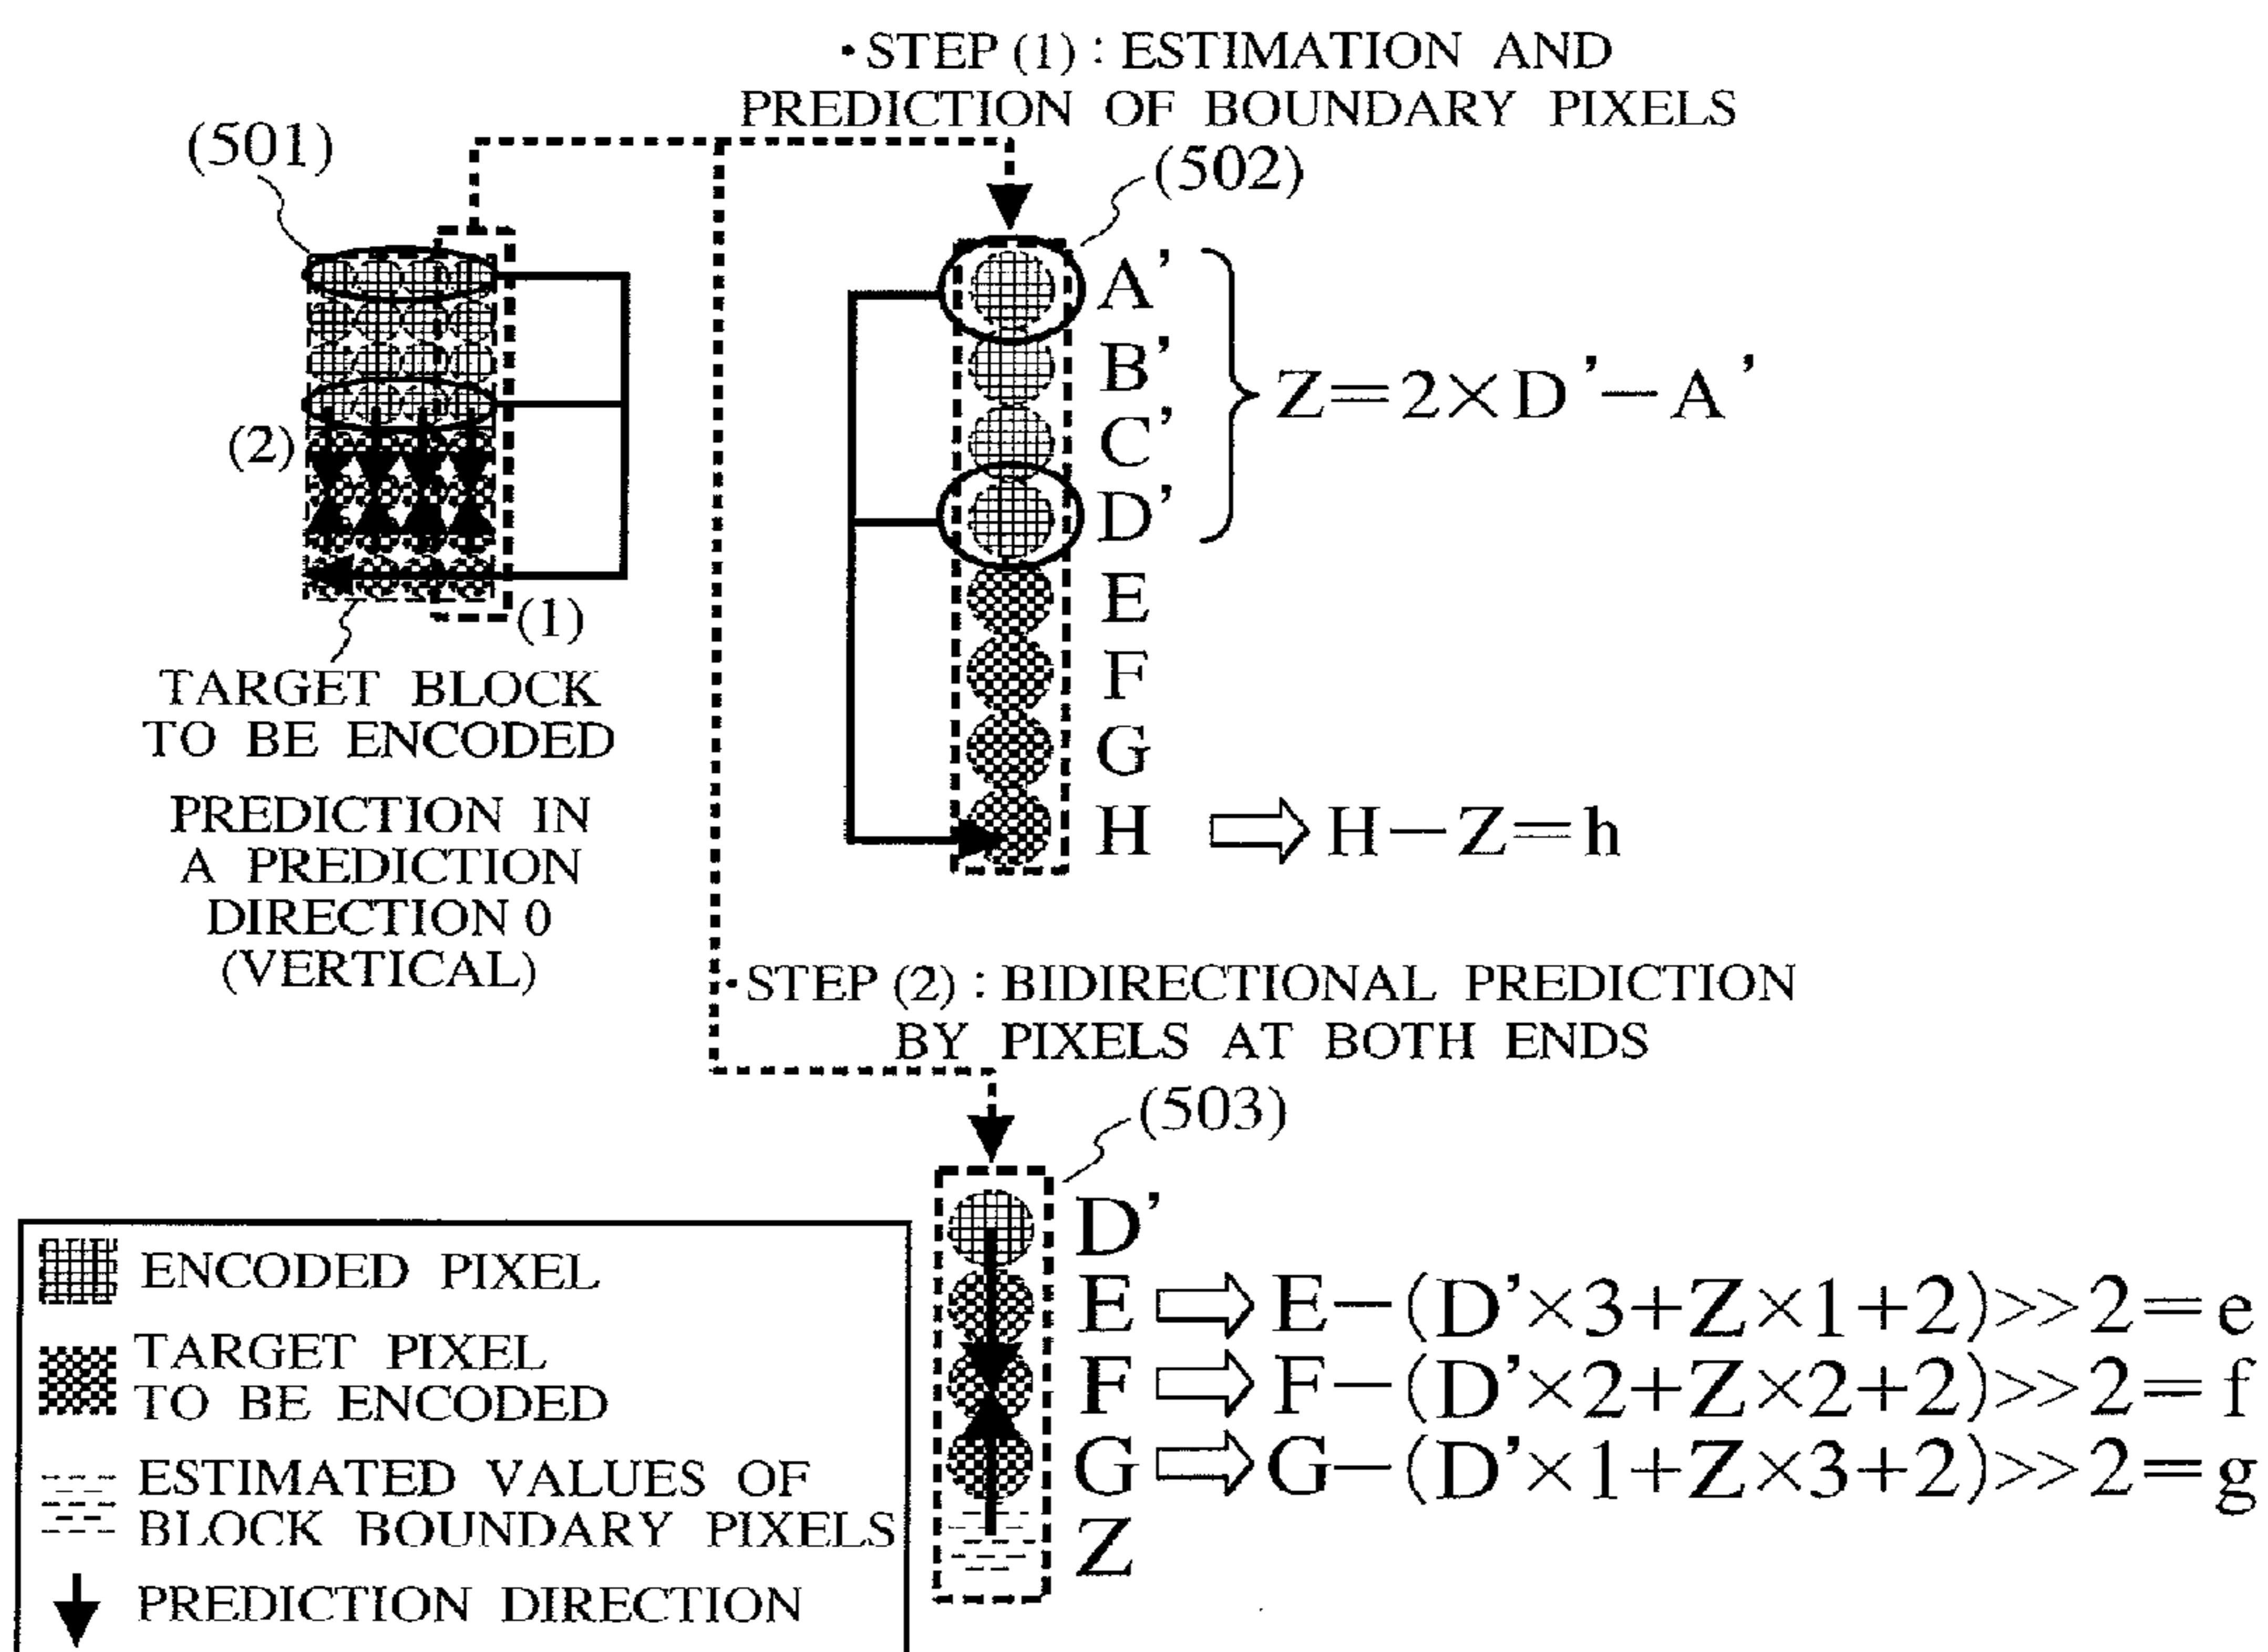 ・STEP (1) : ESTIMATION AND
PREDICTION OF BOUNDARY PIXELS
(501)
(502)
A'
B'
C'
D'
Z=2×D'−A'
E
F
G
H ⇨ H−Z=h
(2)
(1)
TARGET BLOCK
TO BE ENCODED
PREDICTION IN
A PREDICTION
DIRECTION 0
(VERTICAL)
・STEP (2) : BIDIRECTIONAL PREDICTION
BY PIXELS AT BOTH ENDS
(503)
D'
E ⇨ E−(D'×3+Z×1+2)>>2=e
F ⇨ F−(D'×2+Z×2+2)>>2=f
G ⇨ G−(D'×1+Z×3+2)>>2=g
Z
ENCODED PIXEL
TARGET PIXEL
TO BE ENCODED
ESTIMATED VALUES OF
BLOCK BOUNDARY PIXELS
PREDICTION DIRECTION